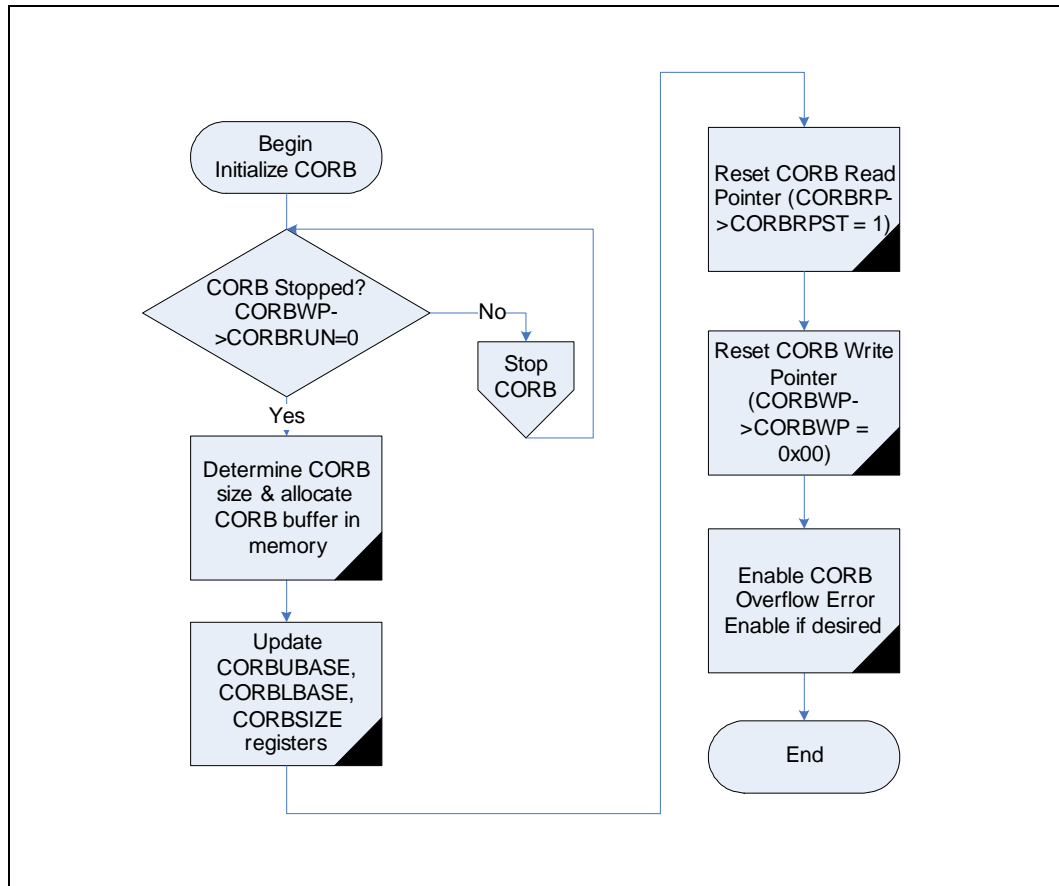 Begin
Initialize CORB
CORB Stopped?
CORBWP-
>CORBRUN=0
No
Stop
CORB
Yes
Determine CORB
size & allocate
CORB buffer in
memory
Update
CORBUBASE,
CORBLBASE,
CORBSIZE
registers
Reset CORB Read
Pointer (CORBRP-
>CORBRPST = 1)
Reset CORB Write
Pointer
(CORBWP-
>CORBWP =
0x00)
Enable CORB
Overflow Error
Enable if desired
End